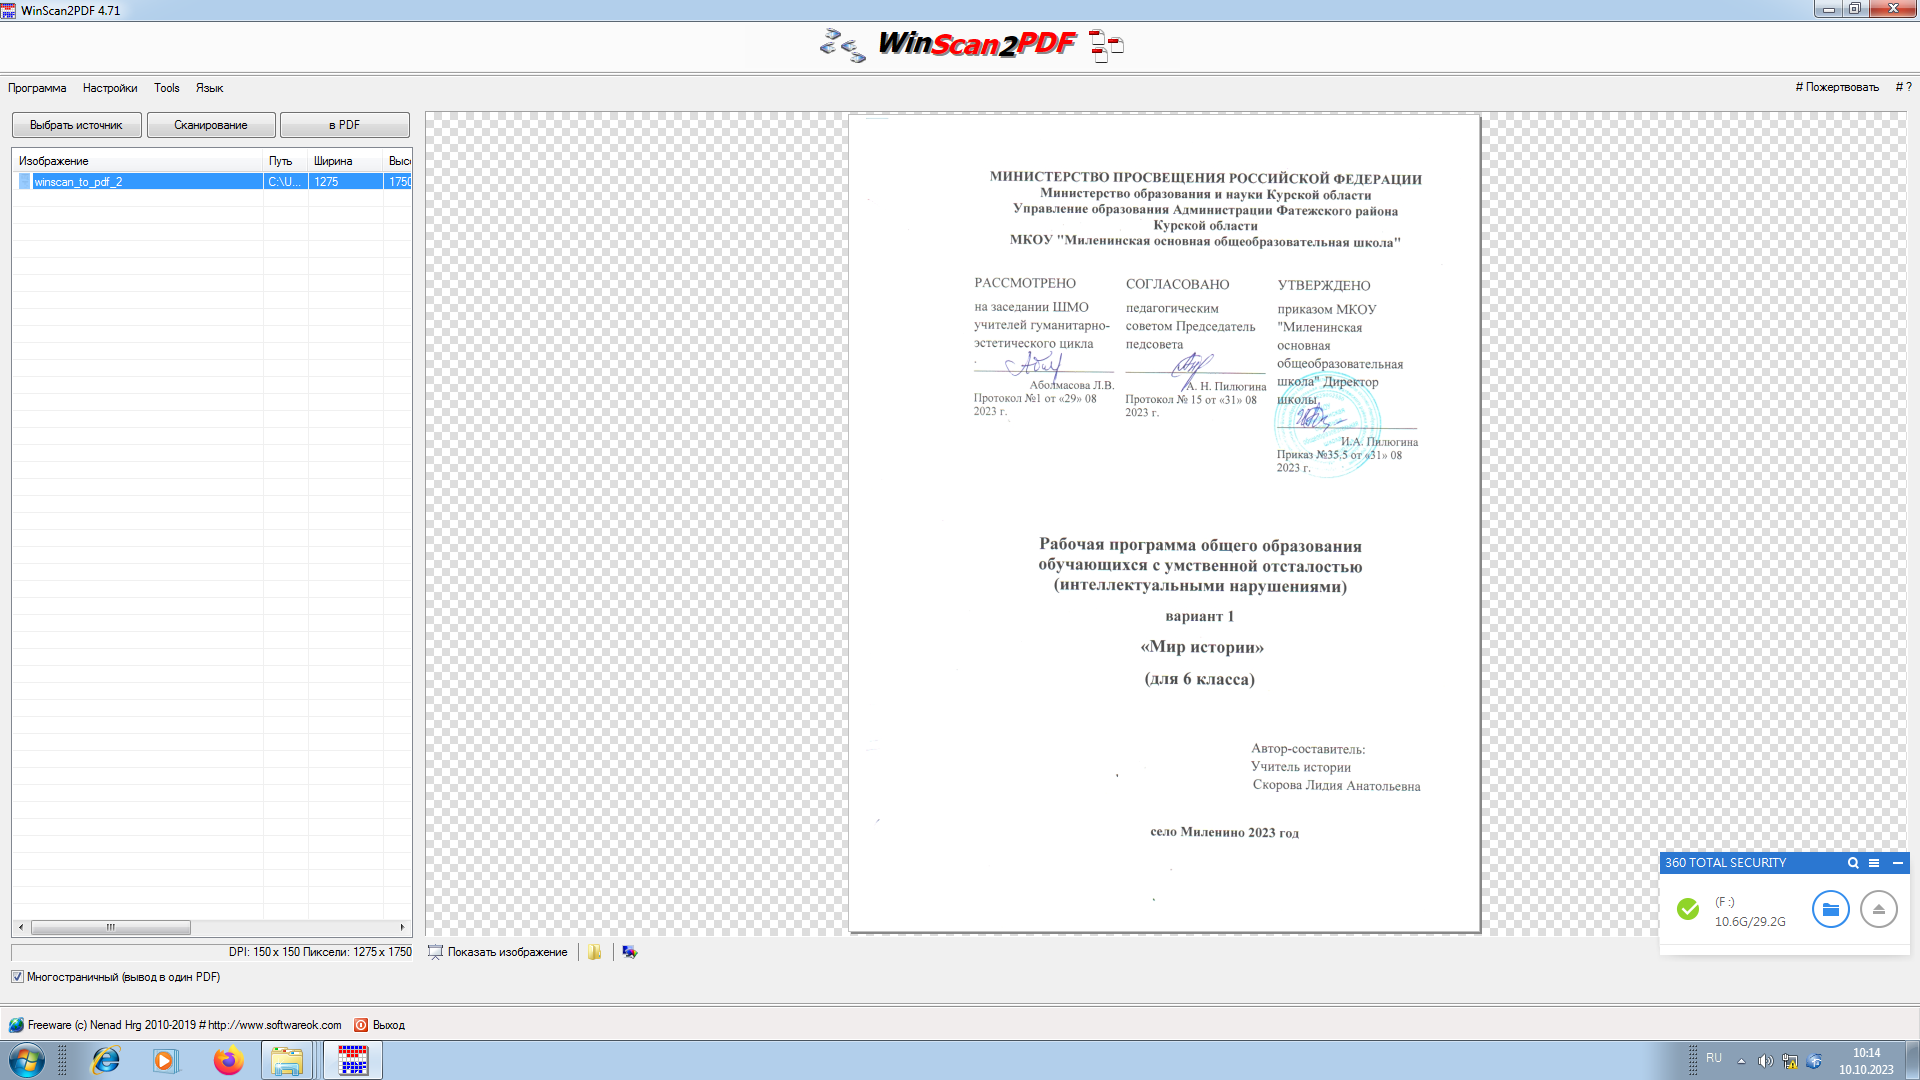 WinScan2PDF 4.71
WinScan2PDF
Программа Настройки Tools Язык
# Пожертвовать # ?
Выбрать источник Сканирование в PDF
Изображение Путь Ширина Высо
winscan_to_pdf_2 C:\U... 1275 1750
МИНИСТЕРСТВО ПРОСВЕЩЕНИЯ РОССИЙСКОЙ ФЕДЕРАЦИИ
Министерство образования и науки Курской области
Управление образования Администрации Фатежского района
Курской области
МКОУ "Миленинская основная общеобразовательная школа"
РАССМОТРЕНО
на заседании ШМО
учителей гуманитарно-
эстетического цикла
Аболмасова Л.В.
Протокол №1 от «29» 08
2023 г.
СОГЛАСОВАНО
педагогическим
советом Председатель
педсовета
А. Н. Пилюгина
Протокол № 15 от «31» 08
2023 г.
УТВЕРЖДЕНО
приказом МКОУ
"Миленинская
основная
общеобразовательная
школа" Директор
школы
И.А. Пилюгина
Приказ №35.5 от «31» 08
2023 г.
Рабочая программа общего образования
обучающихся с умственной отсталостью
(интеллектуальными нарушениями)
вариант 1
«Мир истории»
(для 6 класса)
Автор-составитель:
Учитель истории
Скорова Лидия Анатольевна
село Миленино 2023 год
360 TOTAL SECURITY
(F :)
10.6G/29.2G
DPI: 150 x 150 Пиксели: 1275 x 1750
Показать изображение
Многостраничный (вывод в один PDF)
Freeware (c) Nenad Hrg 2010-2019 # http://www.softwareok.com Выход
RU
10:14
10.10.2023